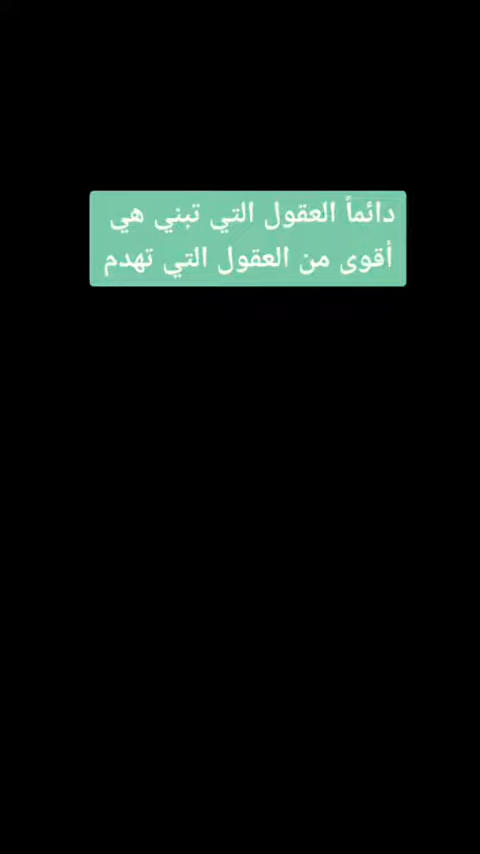 دائماً العقول التي تبني هي
أقوى من العقول التي تهدم